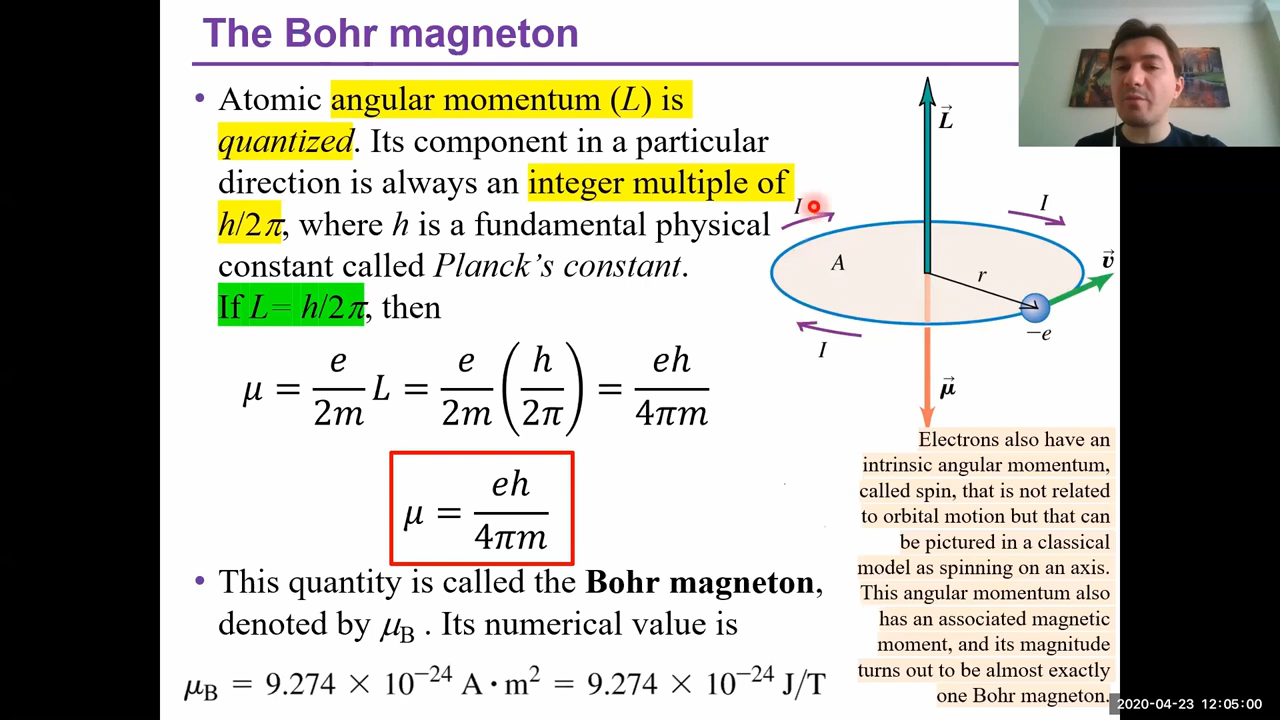 The Bohr magneton
• Atomic angular momentum (L) is
quantized. Its component in a particular
direction is always an integer multiple of
h/2π, where h is a fundamental physical
constant called Planck's constant.
If L= h/2π, then
μ = e/2m L = e/2m (h/2π) = eh/4πm
μ = eh/4πm
• This quantity is called the Bohr magneton,
denoted by μB . Its numerical value is
μB = 9.274 × 10⁻²⁴ A·m² = 9.274 × 10⁻²⁴ J/T
L⃗
I
I
A
r
v⃗
−e
I
μ⃗
Electrons also have an
intrinsic angular momentum,
called spin, that is not related
to orbital motion but that can
be pictured in a classical
model as spinning on an axis.
This angular momentum also
has an associated magnetic
moment, and its magnitude
turns out to be almost exactly
one Bohr magneton.
2020-04-23 12:05:00